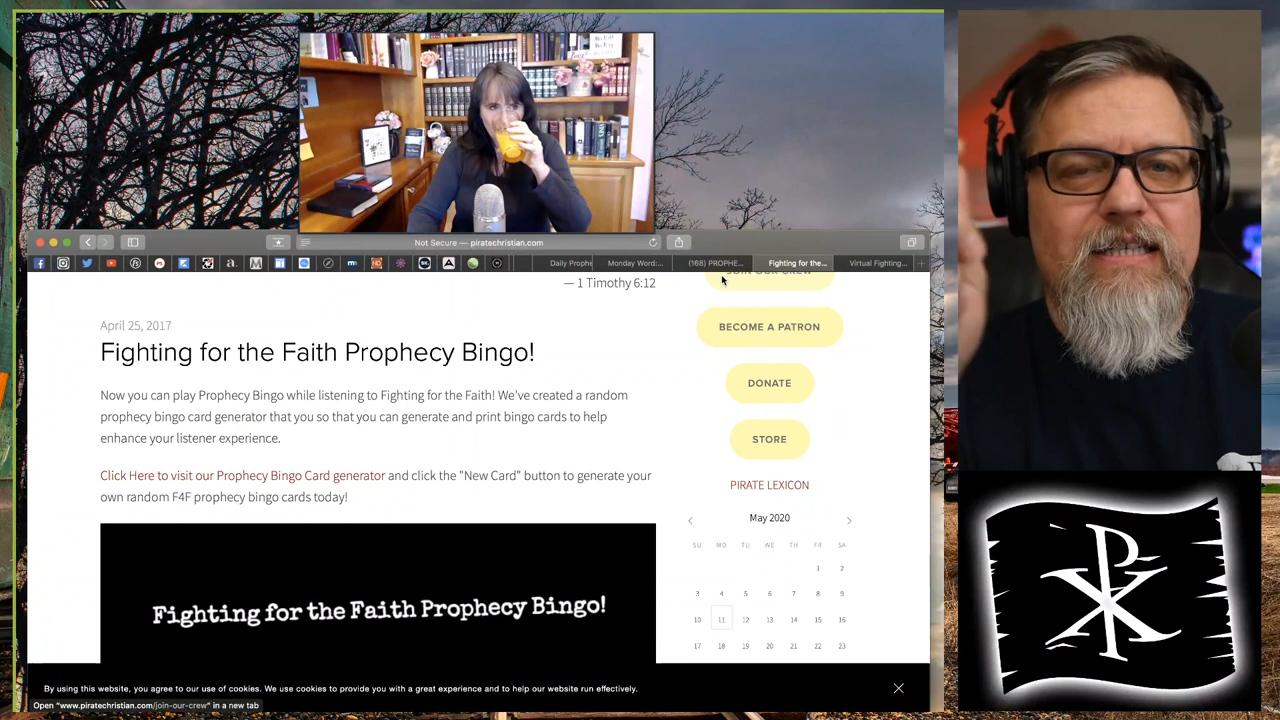 Not Secure — piratechristian.com
Daily Prophe
Monday Word:...
(168) PROPHE...
Fighting for the...
Virtual Fighting...
— 1 Timothy 6:12
April 25, 2017
Fighting for the Faith Prophecy Bingo!
Now you can play Prophecy Bingo while listening to Fighting for the Faith! We've created a random
prophecy bingo card generator that you so that you can generate and print bingo cards to help
enhance your listener experience.
Click Here to visit our Prophecy Bingo Card generator and click the "New Card" button to generate
your own random F4F prophecy bingo cards today!
Fighting for the Faith Prophecy Bingo!
JOIN OUR CREW
BECOME A PATRON
DONATE
STORE
PIRATE LEXICON
May 2020
SU MO TU WE TH FR SA
1 2
3 4 5 6 7 8 9
10 11 12 13 14 15 16
17 18 19 20 21 22 23
By using this website, you agree to our use of cookies. We use cookies to provide you with a great experience and to help our website run effectively.
Open "www.piratechristian.com/join-our-crew" in a new tab